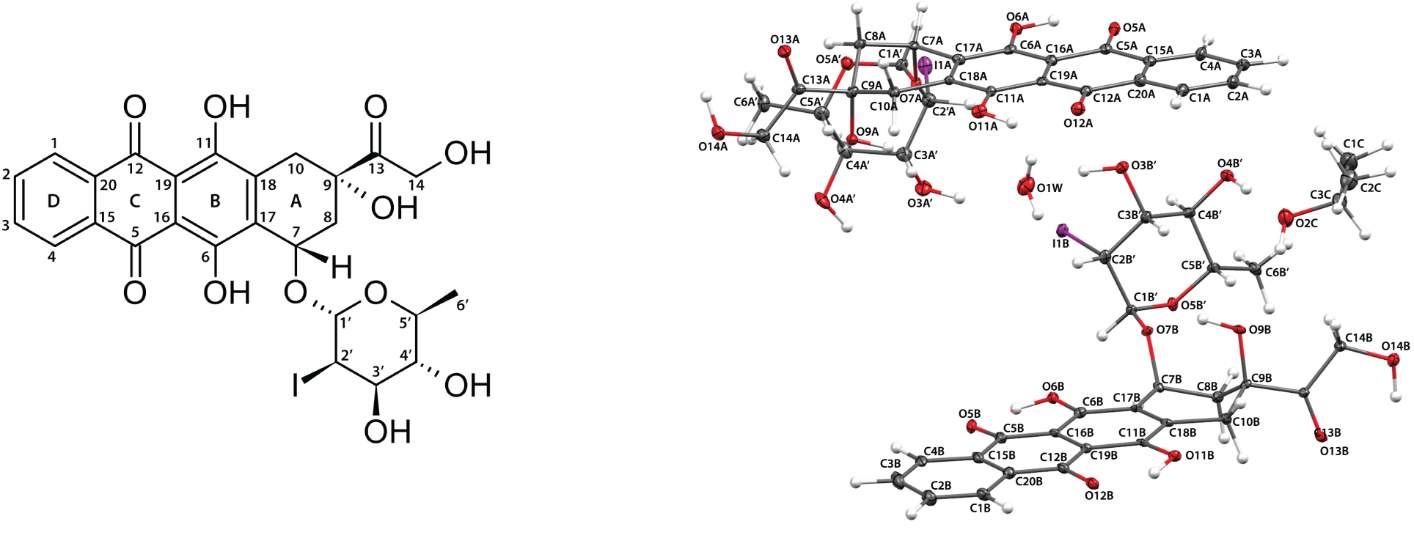 O OH O
OH
1 11
2 12 10 13
20 19 18 9 14
D C B A OH
3 15 16 17 8
4 5 6 7
H
O OH O O 6′
1′ 5′
2′ 4′
I 3′ OH
OH
O6A O5A
O13A C8A C7A C17A C6A C16A C5A C15A C3A
O5A′ C1A′ I1A C4A
C13A C9A C18A C19A C2A
C6A′ C5A′ C10A O7A C2′A C11A C12A C20A C1A
O11A O12A
O14A C14A O9A
C4A′ C3A′
O4A′ O3A′
O1W O3B′ O4B′ C1C
C2C
C3C
C3B′ C4B′ O2C
I1B C2B′ C5B′ C6B′
C1B′ O5B′
O7B O9B C14B O14B
C7B C8B C9B
O6B C6B C17B
O5B C5B C16B C11B C18B C10B C13B
C4B C15B C19B O11B O13B
C3B C12B
C2B C20B O12B
C1B